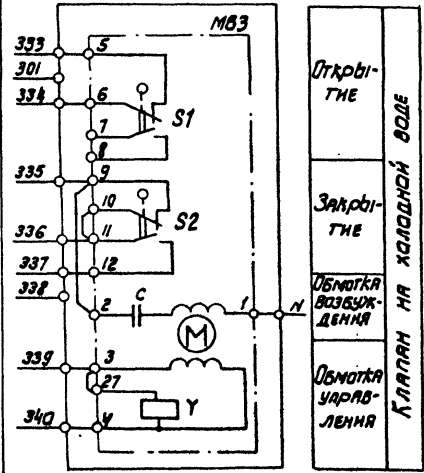 МВЗ
333
5
301
334
6
S1
7
8
335
9
10
S2
336
11
337
12
338
2
C
1
N
М
339
3
27
Y
340
4
Откры-
тие
Закры-
тие
Обмотка
возбуж-
дения
Обмотка
управ-
ления
Клапан на холодной воде